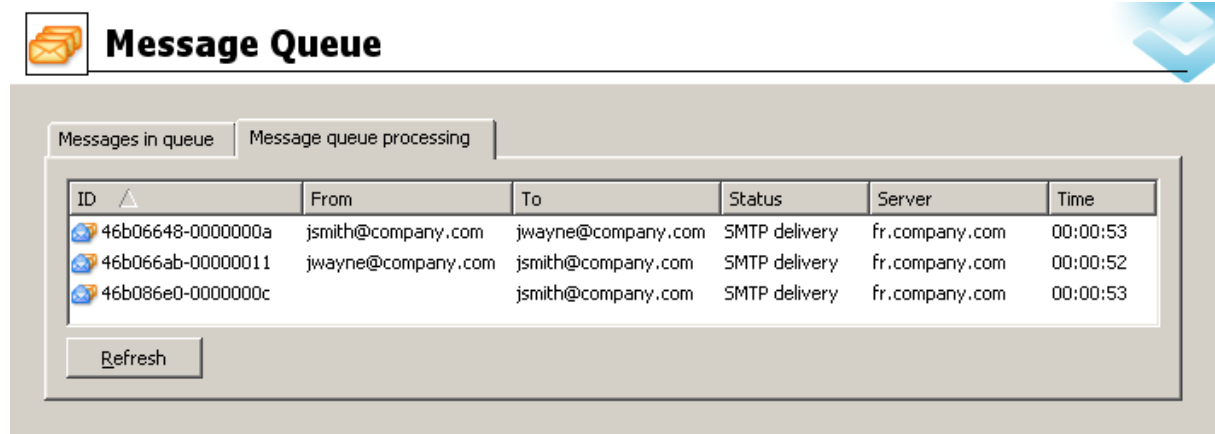 Message Queue
Messages in queue Message queue processing
ID From To Status Server Time
46b06648-0000000a jsmith@company.com jwayne@company.com SMTP delivery fr.company.com 00:00:53
46b066ab-00000011 jwayne@company.com jsmith@company.com SMTP delivery fr.company.com 00:00:52
46b086e0-0000000c jsmith@company.com SMTP delivery fr.company.com 00:00:53
Refresh